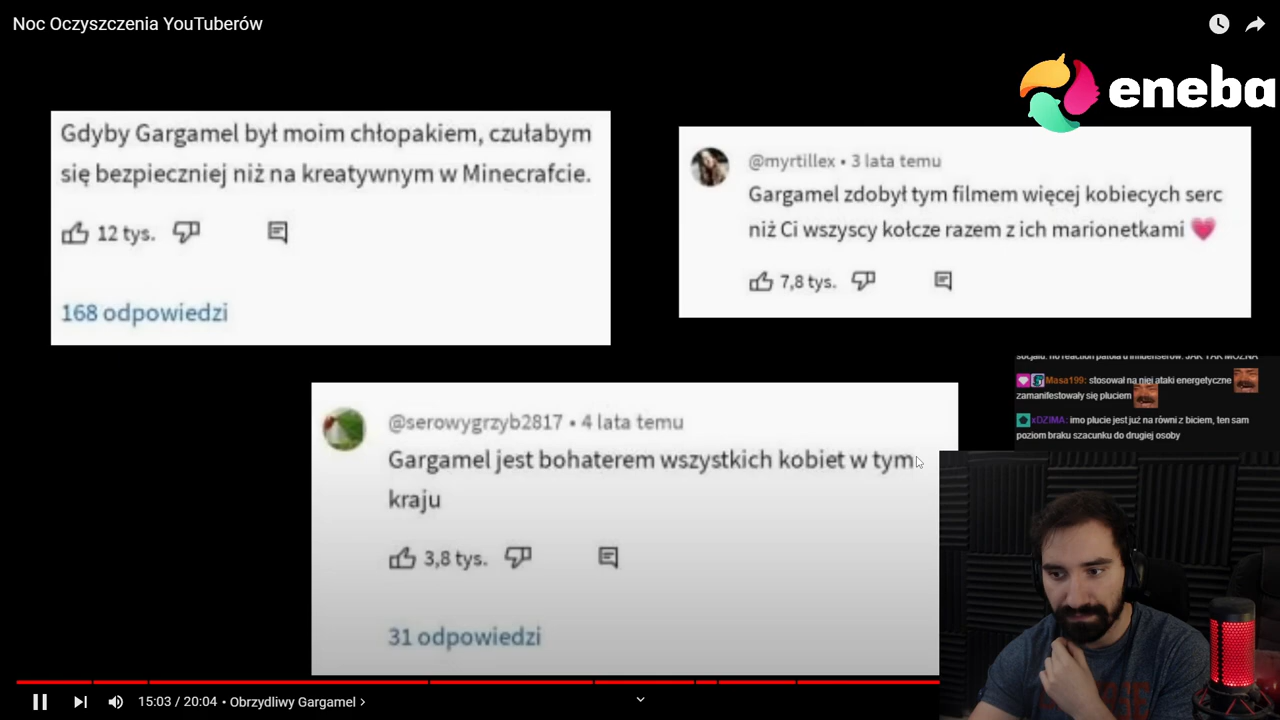 Noc Oczyszczenia YouTuberów
eneba
Gdyby Gargamel był moim chłopakiem, czułabym
się bezpieczniej niż na kreatywnym w Minecrafcie.
12 tys.
168 odpowiedzi
@myrtillex • 3 lata temu
Gargamel zdobył tym filmem więcej kobiecych serc
niż Ci wszyscy kołcze razem z ich marionetkami 💗
7,8 tys.
@serowygrzyb2817 • 4 lata temu
Gargamel jest bohaterem wszystkich kobiet w tym
kraju
3,8 tys.
31 odpowiedzi
Masa199: stosował na niej ataki energetyczne
zamanifestowały się pluciem
xDZIMA: imo plucie jest już na równi z biciem, ten sam
poziom braku szacunku do drugiej osoby
15:03 / 20:04 • Obrzydliwy Gargamel >